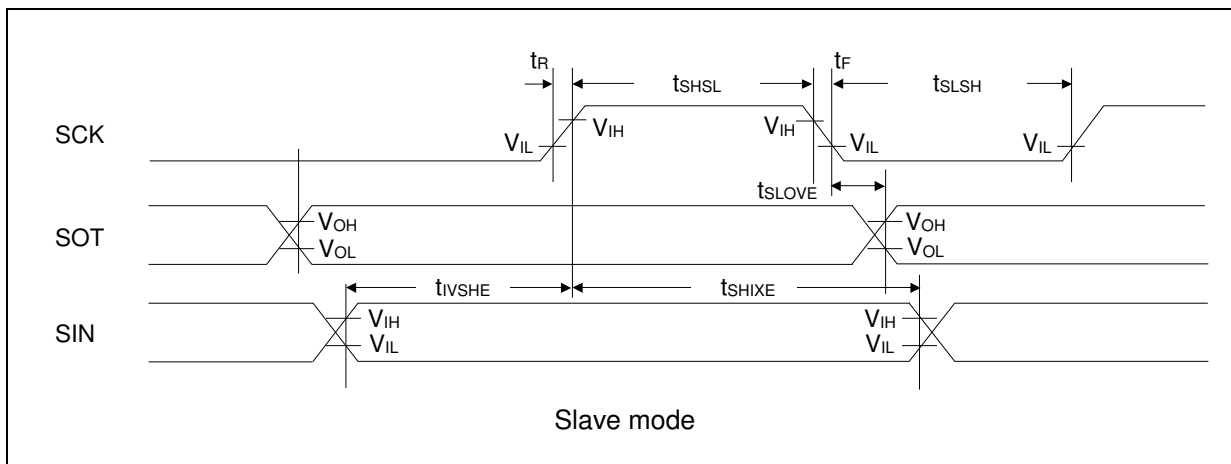 tR tF
tSHSL tSLSH
SCK VIH VIH
VIL VIL VIL
tSLOVE
VOH VOH
SOT VOL VOL
tIVSHE tSHIXE
VIH VIH
SIN VIL VIL
Slave mode